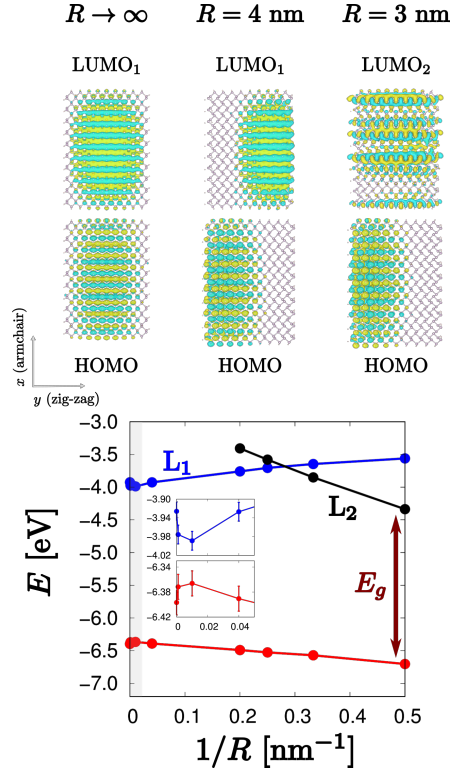 R → ∞ R = 4 nm R = 3 nm
LUMO₁ LUMO₁ LUMO₂
x (armchair)
y (zig-zag)
HOMO HOMO HOMO
−3.0
−3.5
−4.0
−4.5
−5.0
−5.5
−6.0
−6.5
−7.0
E [eV]
L₁
L₂
E_g
−3.90
−3.94
−3.98
−4.02
−6.34
−6.38
−6.42
0 0.02 0.04
0 0.1 0.2 0.3 0.4 0.5
1/R [nm⁻¹]